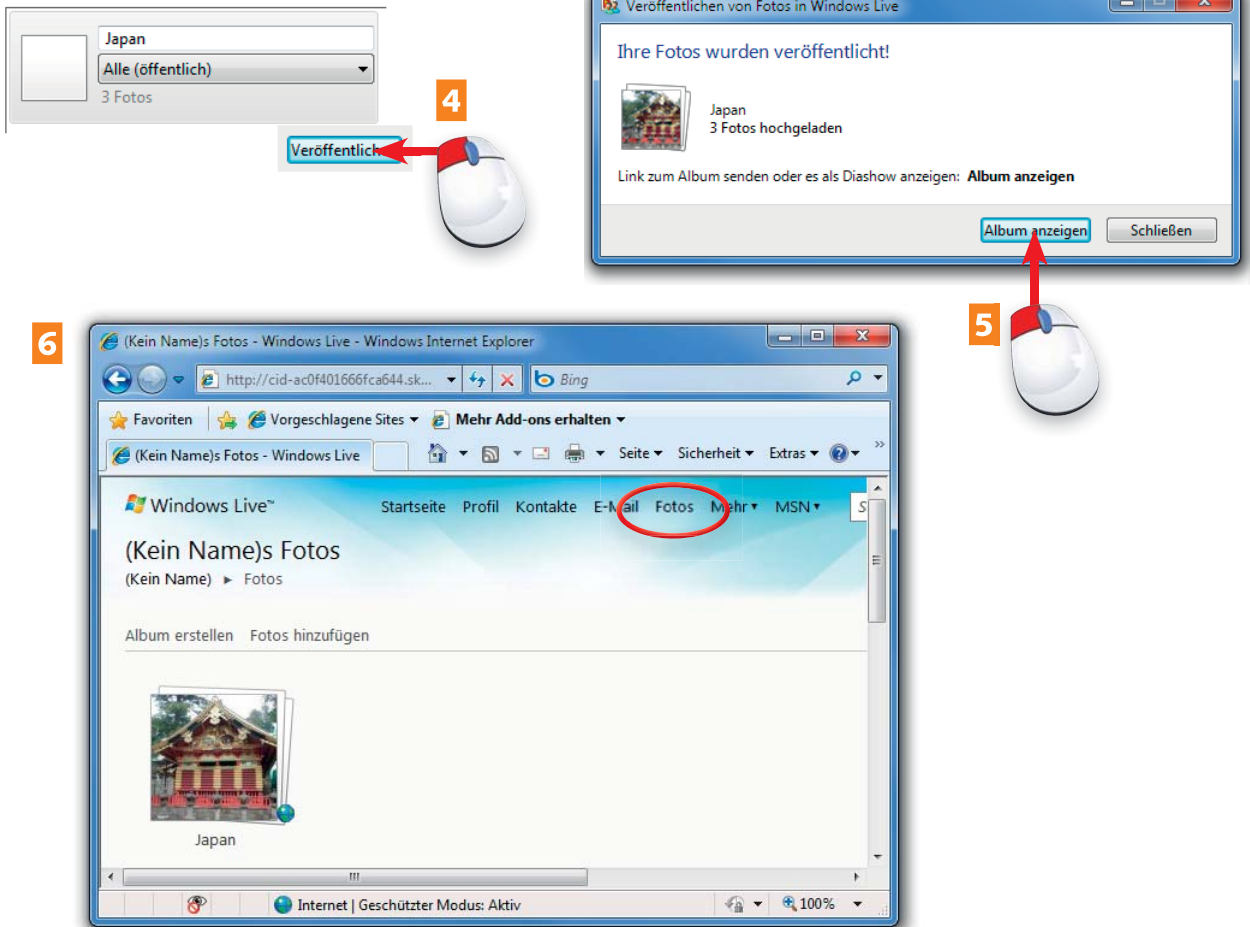 Japan
Alle (öffentlich)
3 Fotos
4
Veröffentlichen von Fotos in Windows Live
Ihre Fotos wurden veröffentlicht!
Japan
3 Fotos hochgeladen
Link zum Album senden oder es als Diashow anzeigen: Album anzeigen
Album anzeigen Schließen
5
6
(Kein Name)s Fotos - Windows Live - Windows Internet Explorer
http://cid-ac0f401666fca644.sk... Bing
Favoriten Vorgeschlagene Sites Mehr Add-ons erhalten
(Kein Name)s Fotos - Windows Live Seite Sicherheit Extras
Windows Live™ Startseite Profil Kontakte E-Mail Fotos Mehr MSN S
(Kein Name)s Fotos
(Kein Name) ► Fotos
Album erstellen Fotos hinzufügen
Japan
Internet | Geschützter Modus: Aktiv 100%